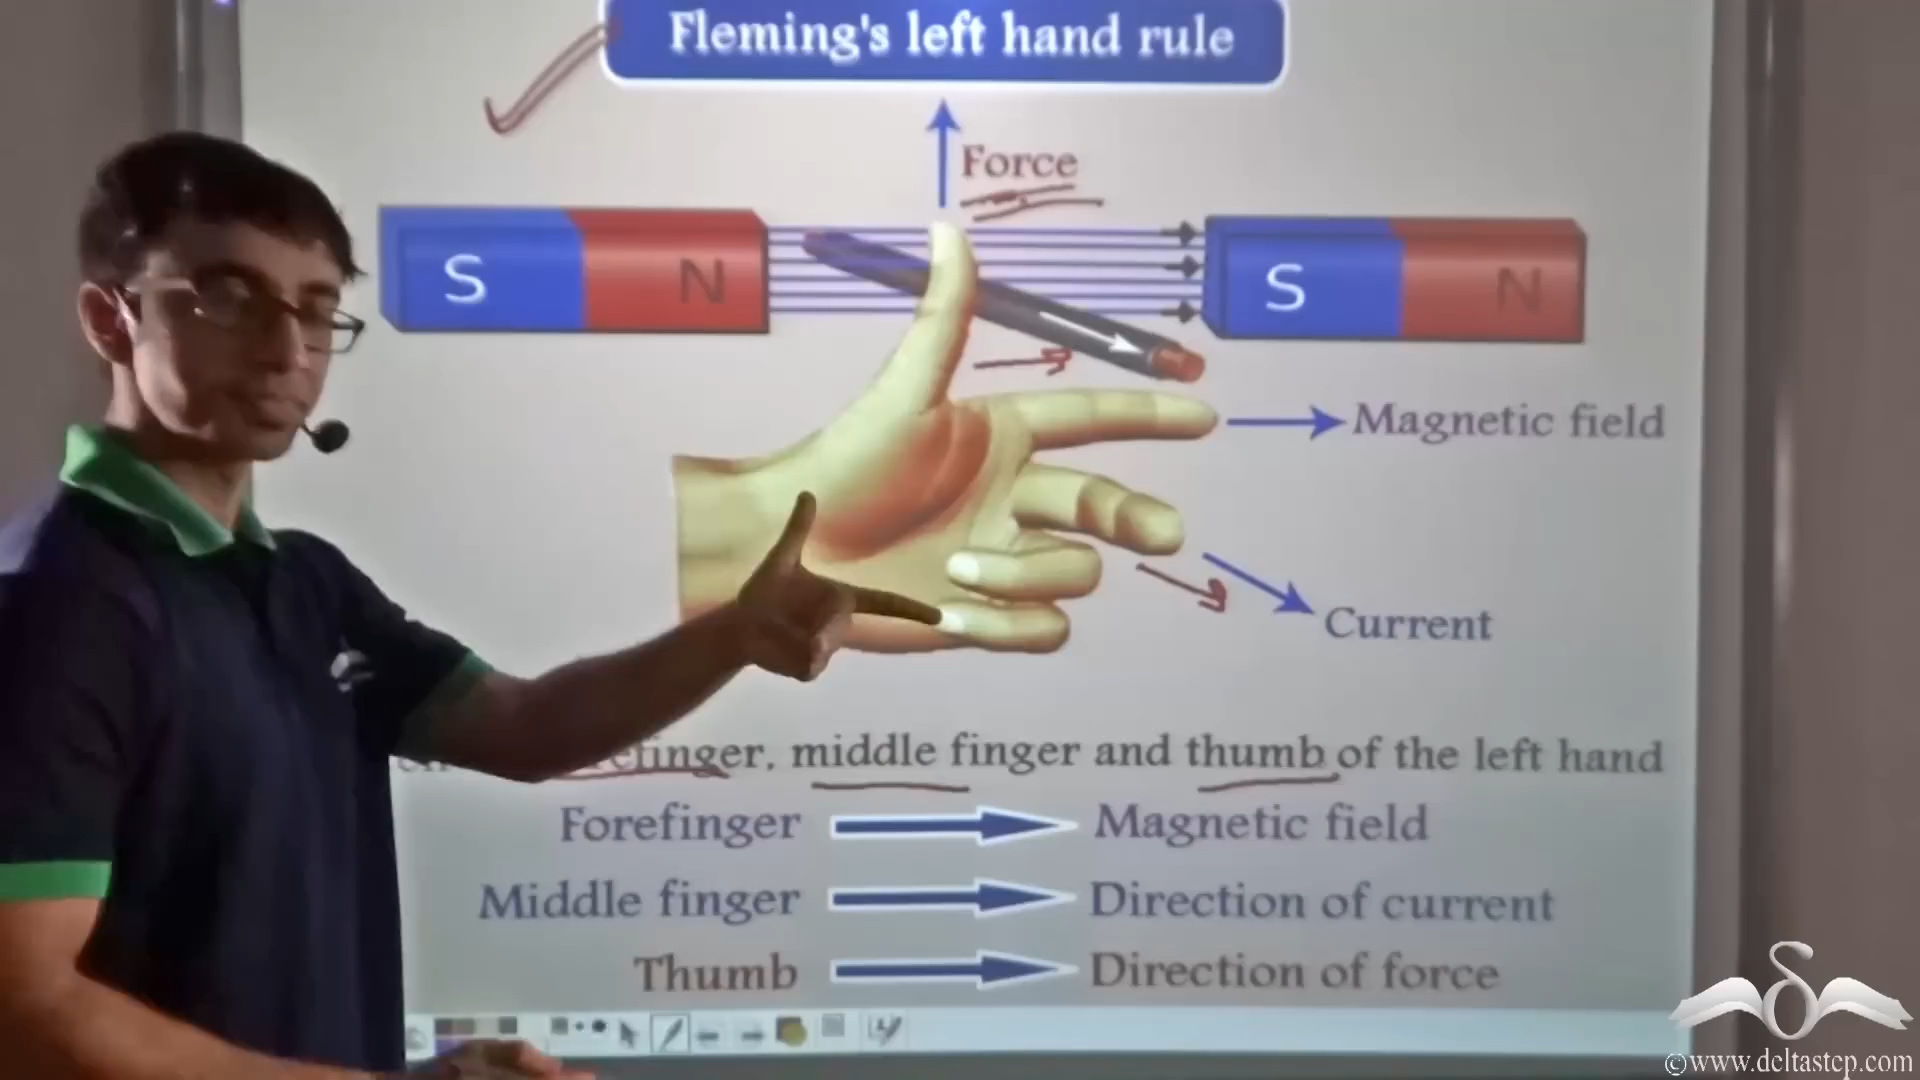 Fleming's left hand rule
Force
S N S N
Magnetic field
Current
finger, middle finger and thumb of the left hand
Forefinger Magnetic field
Middle finger Direction of current
Thumb Direction of force
©www.deltastep.com